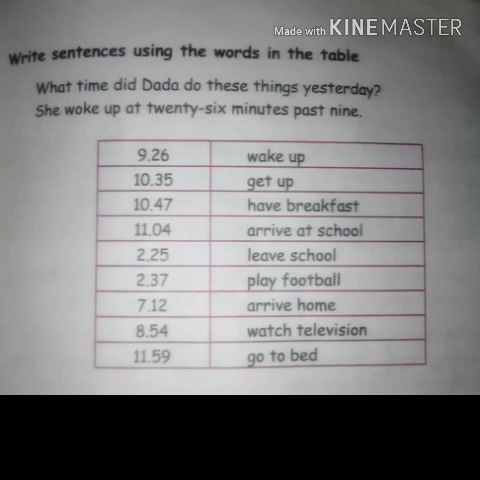 Made with KINEMASTER
Write sentences using the words in the table
What time did Dada do these things yesterday?
She woke up at twenty-six minutes past nine.
9.26 wake up
10.35 get up
10.47 have breakfast
11.04 arrive at school
2.25 leave school
2.37 play football
7.12 arrive home
8.54 watch television
11.59 go to bed